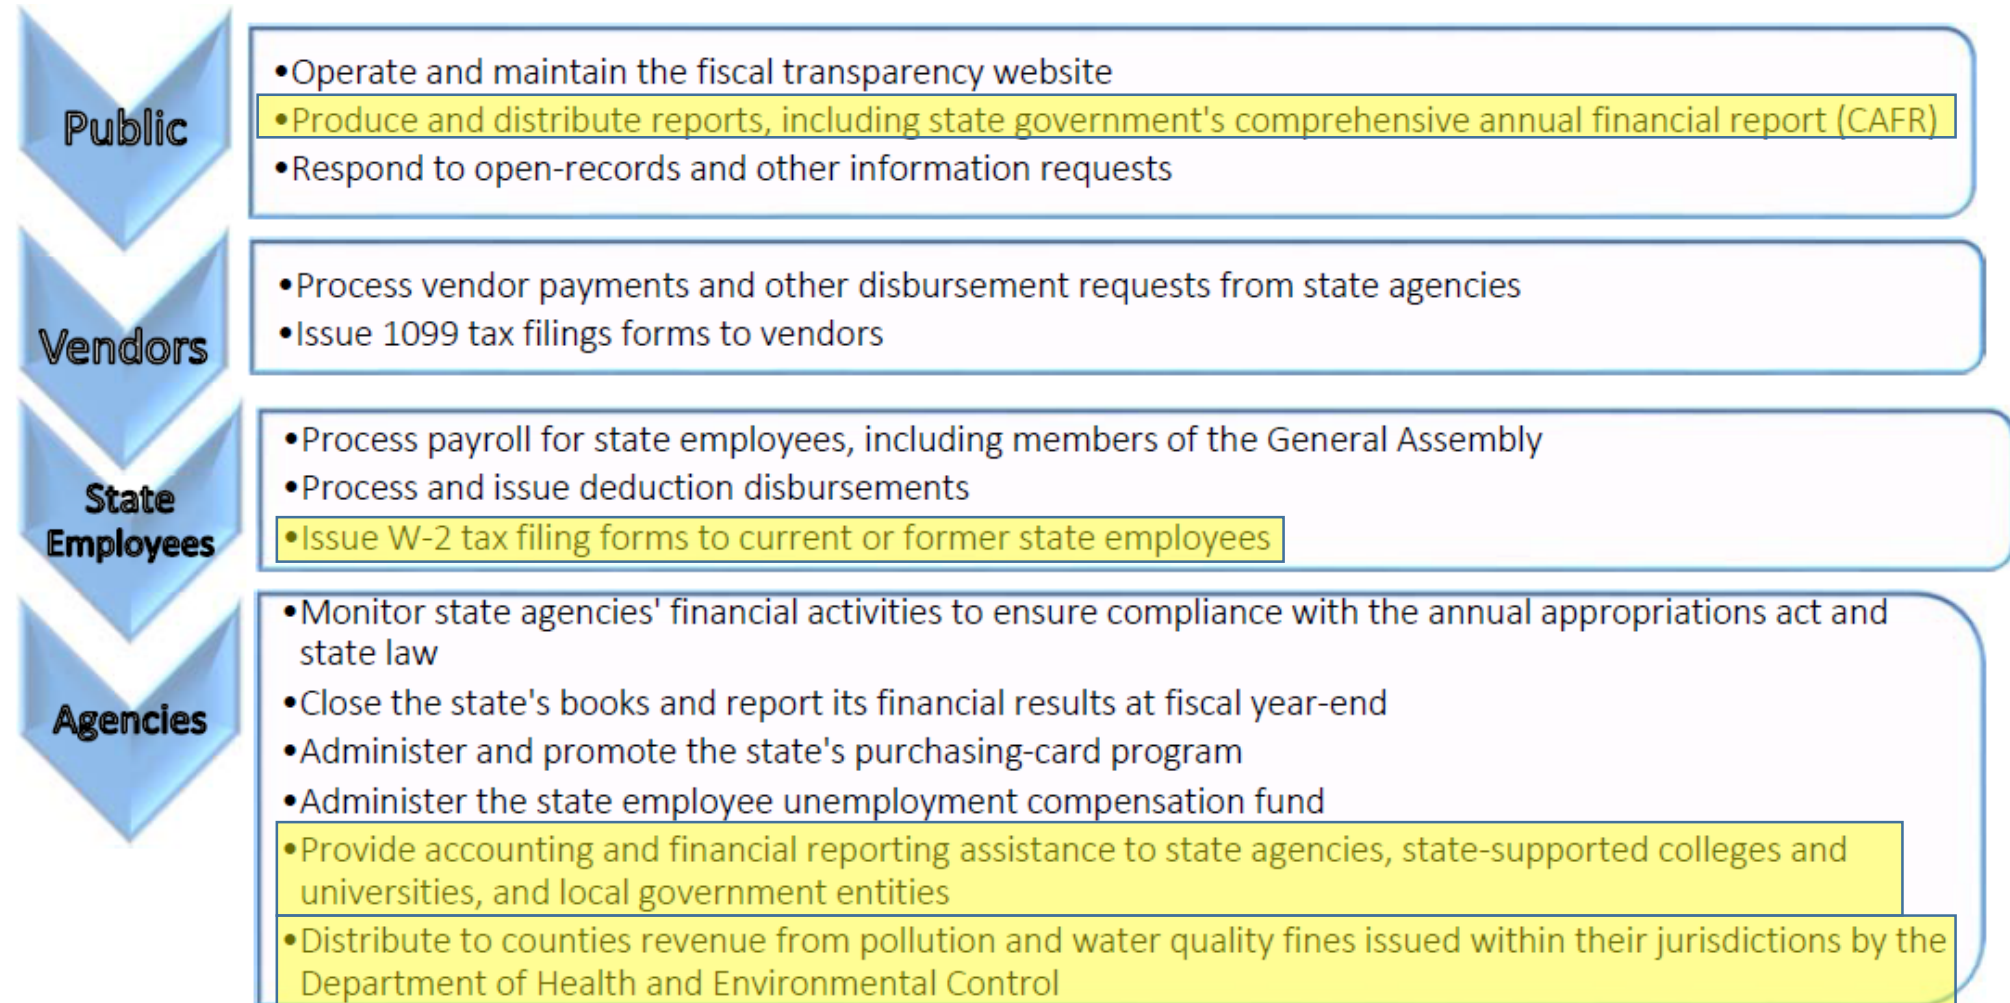 Public
•Operate and maintain the fiscal transparency website
•Produce and distribute reports, including state government's comprehensive annual financial report (CAFR)
•Respond to open-records and other information requests
Vendors
•Process vendor payments and other disbursement requests from state agencies
•Issue 1099 tax filings forms to vendors
State
Employees
•Process payroll for state employees, including members of the General Assembly
•Process and issue deduction disbursements
•Issue W-2 tax filing forms to current or former state employees
Agencies
•Monitor state agencies' financial activities to ensure compliance with the annual appropriations act and
state law
•Close the state's books and report its financial results at fiscal year-end
•Administer and promote the state's purchasing-card program
•Administer the state employee unemployment compensation fund
•Provide accounting and financial reporting assistance to state agencies, state-supported colleges and
universities, and local government entities
•Distribute to counties revenue from pollution and water quality fines issued within their jurisdictions by the
Department of Health and Environmental Control